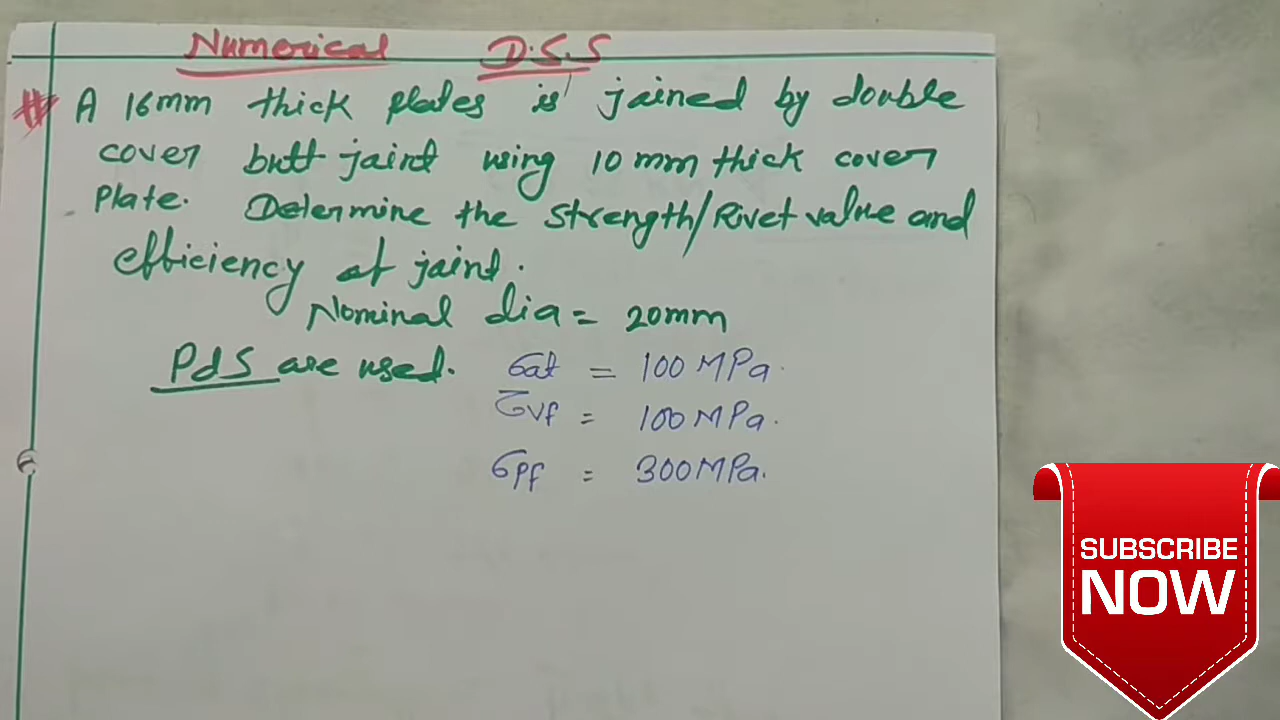 Numerical D.S.S
# A 16mm thick plates is jained by double
cover butt jaint using 10 mm thick cover
Plate. Determine the strength/Rivet value and
efficiency of jaint.
Nominal dia = 20mm
PdS are used. σat = 100 MPa.
τvf = 100 MPa.
σpf = 300 MPa.
SUBSCRIBE
NOW